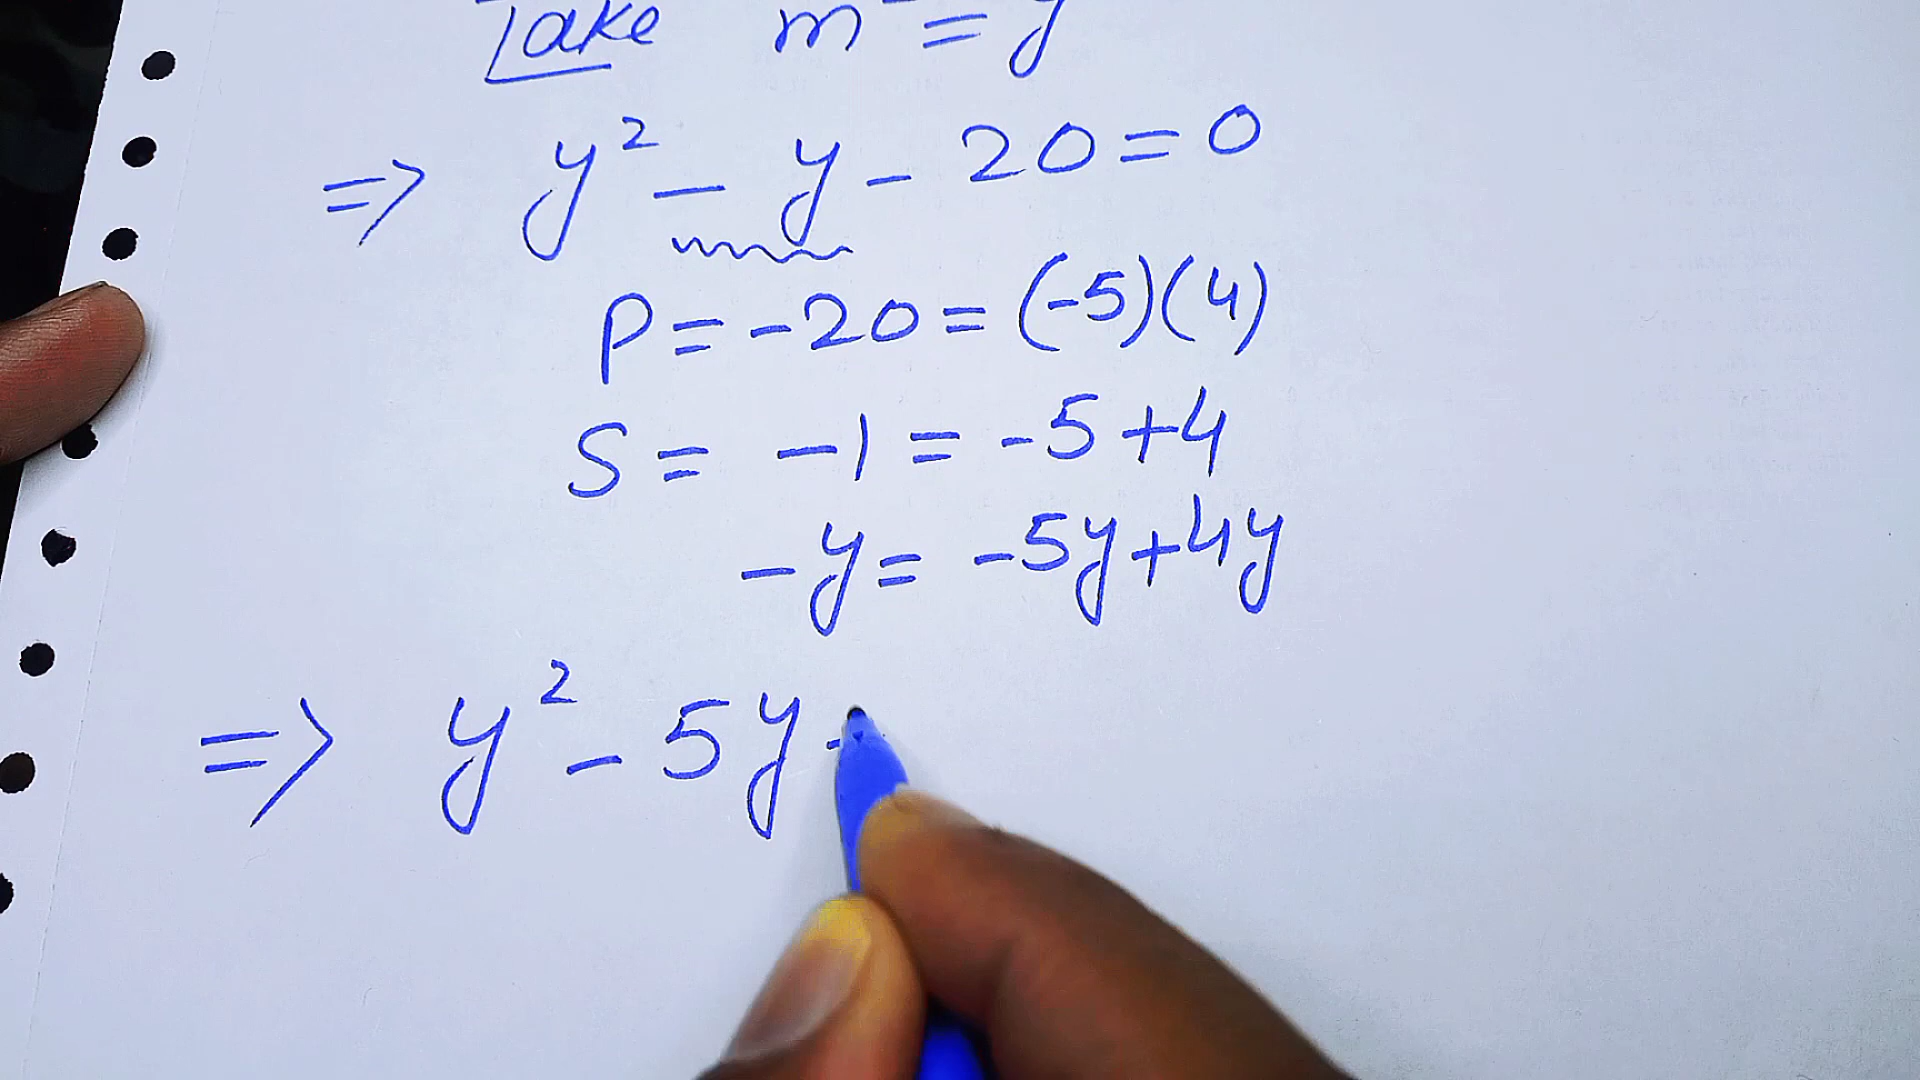 Take m = y
=> y² - y - 20 = 0
P = -20 = (-5)(4)
S = -1 = -5+4
-y = -5y+4y
=> y² - 5y